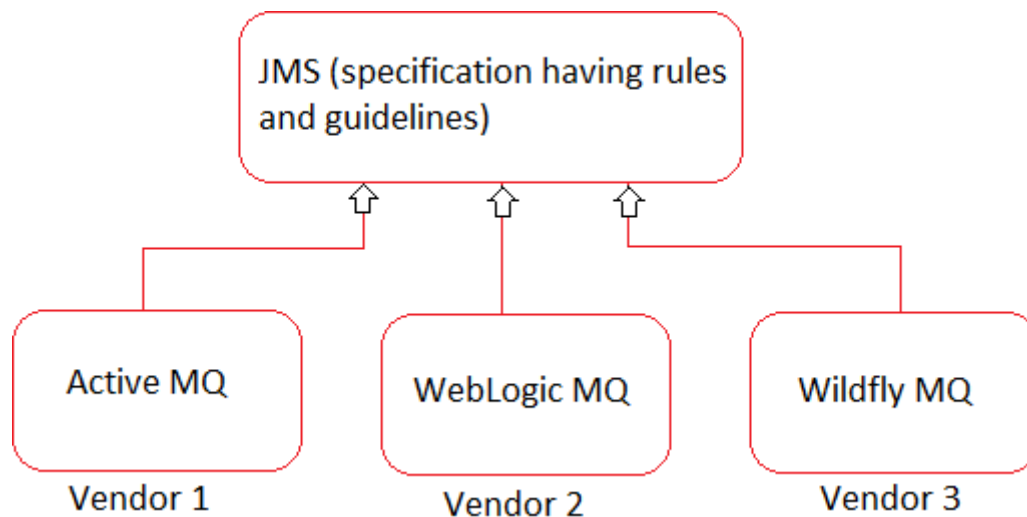 JMS (specification having rules
and guidelines)
Active MQ
WebLogic MQ
Wildfly MQ
Vendor 1
Vendor 2
Vendor 3